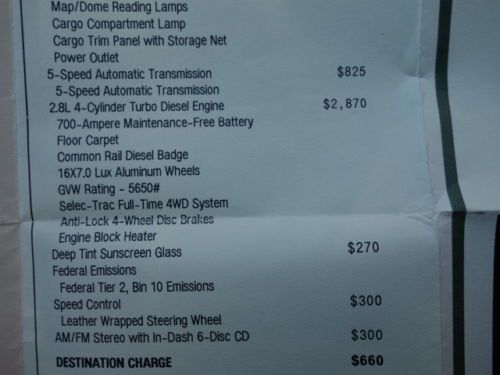 Map/Dome Reading Lamps
Cargo Compartment Lamp
Cargo Trim Panel with Storage Net
Power Outlet
5-Speed Automatic Transmission $825
5-Speed Automatic Transmission
2.8L 4-Cylinder Turbo Diesel Engine $2,870
700-Ampere Maintenance-Free Battery
Floor Carpet
Common Rail Diesel Badge
16X7.0 Lux Aluminum Wheels
GVW Rating - 5650#
Selec-Trac Full-Time 4WD System
Anti-Lock 4-Wheel Disc Brakes
Engine Block Heater
Deep Tint Sunscreen Glass $270
Federal Emissions
Federal Tier 2, Bin 10 Emissions
Speed Control $300
Leather Wrapped Steering Wheel
AM/FM Stereo with In-Dash 6-Disc CD $300
DESTINATION CHARGE $660